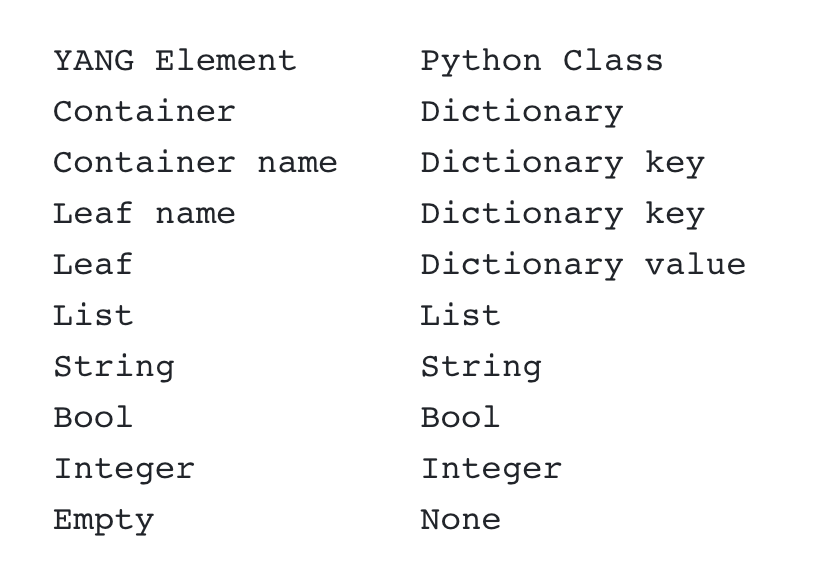 YANG Element Python Class
Container Dictionary
Container name Dictionary key
Leaf name Dictionary key
Leaf Dictionary value
List List
String String
Bool Bool
Integer Integer
Empty None